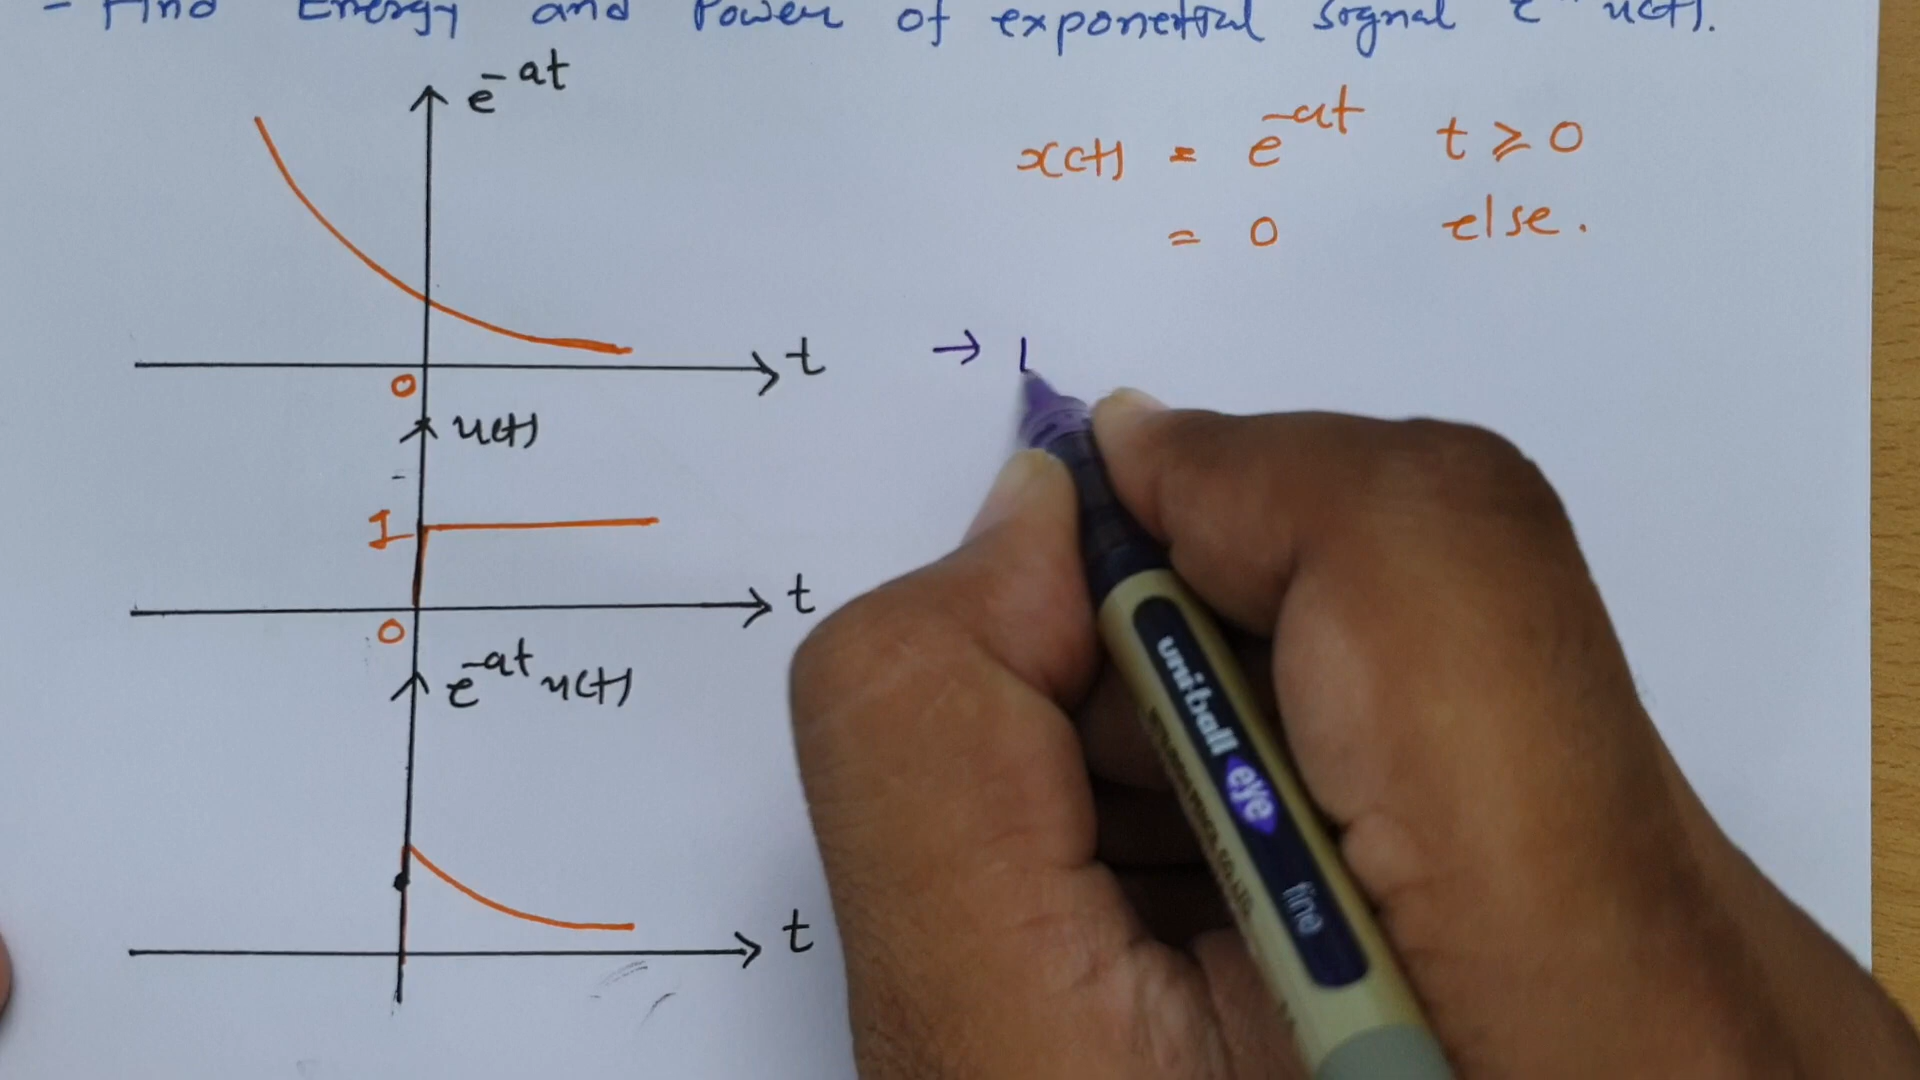 - Find Energy and Power of exponential signal u(t).
e^-at
x(t) = e^-at t ≥ 0
= 0 else.
→
t
0
u(t)
1
t
0
e^-at u(t)
t
uniball eye fine